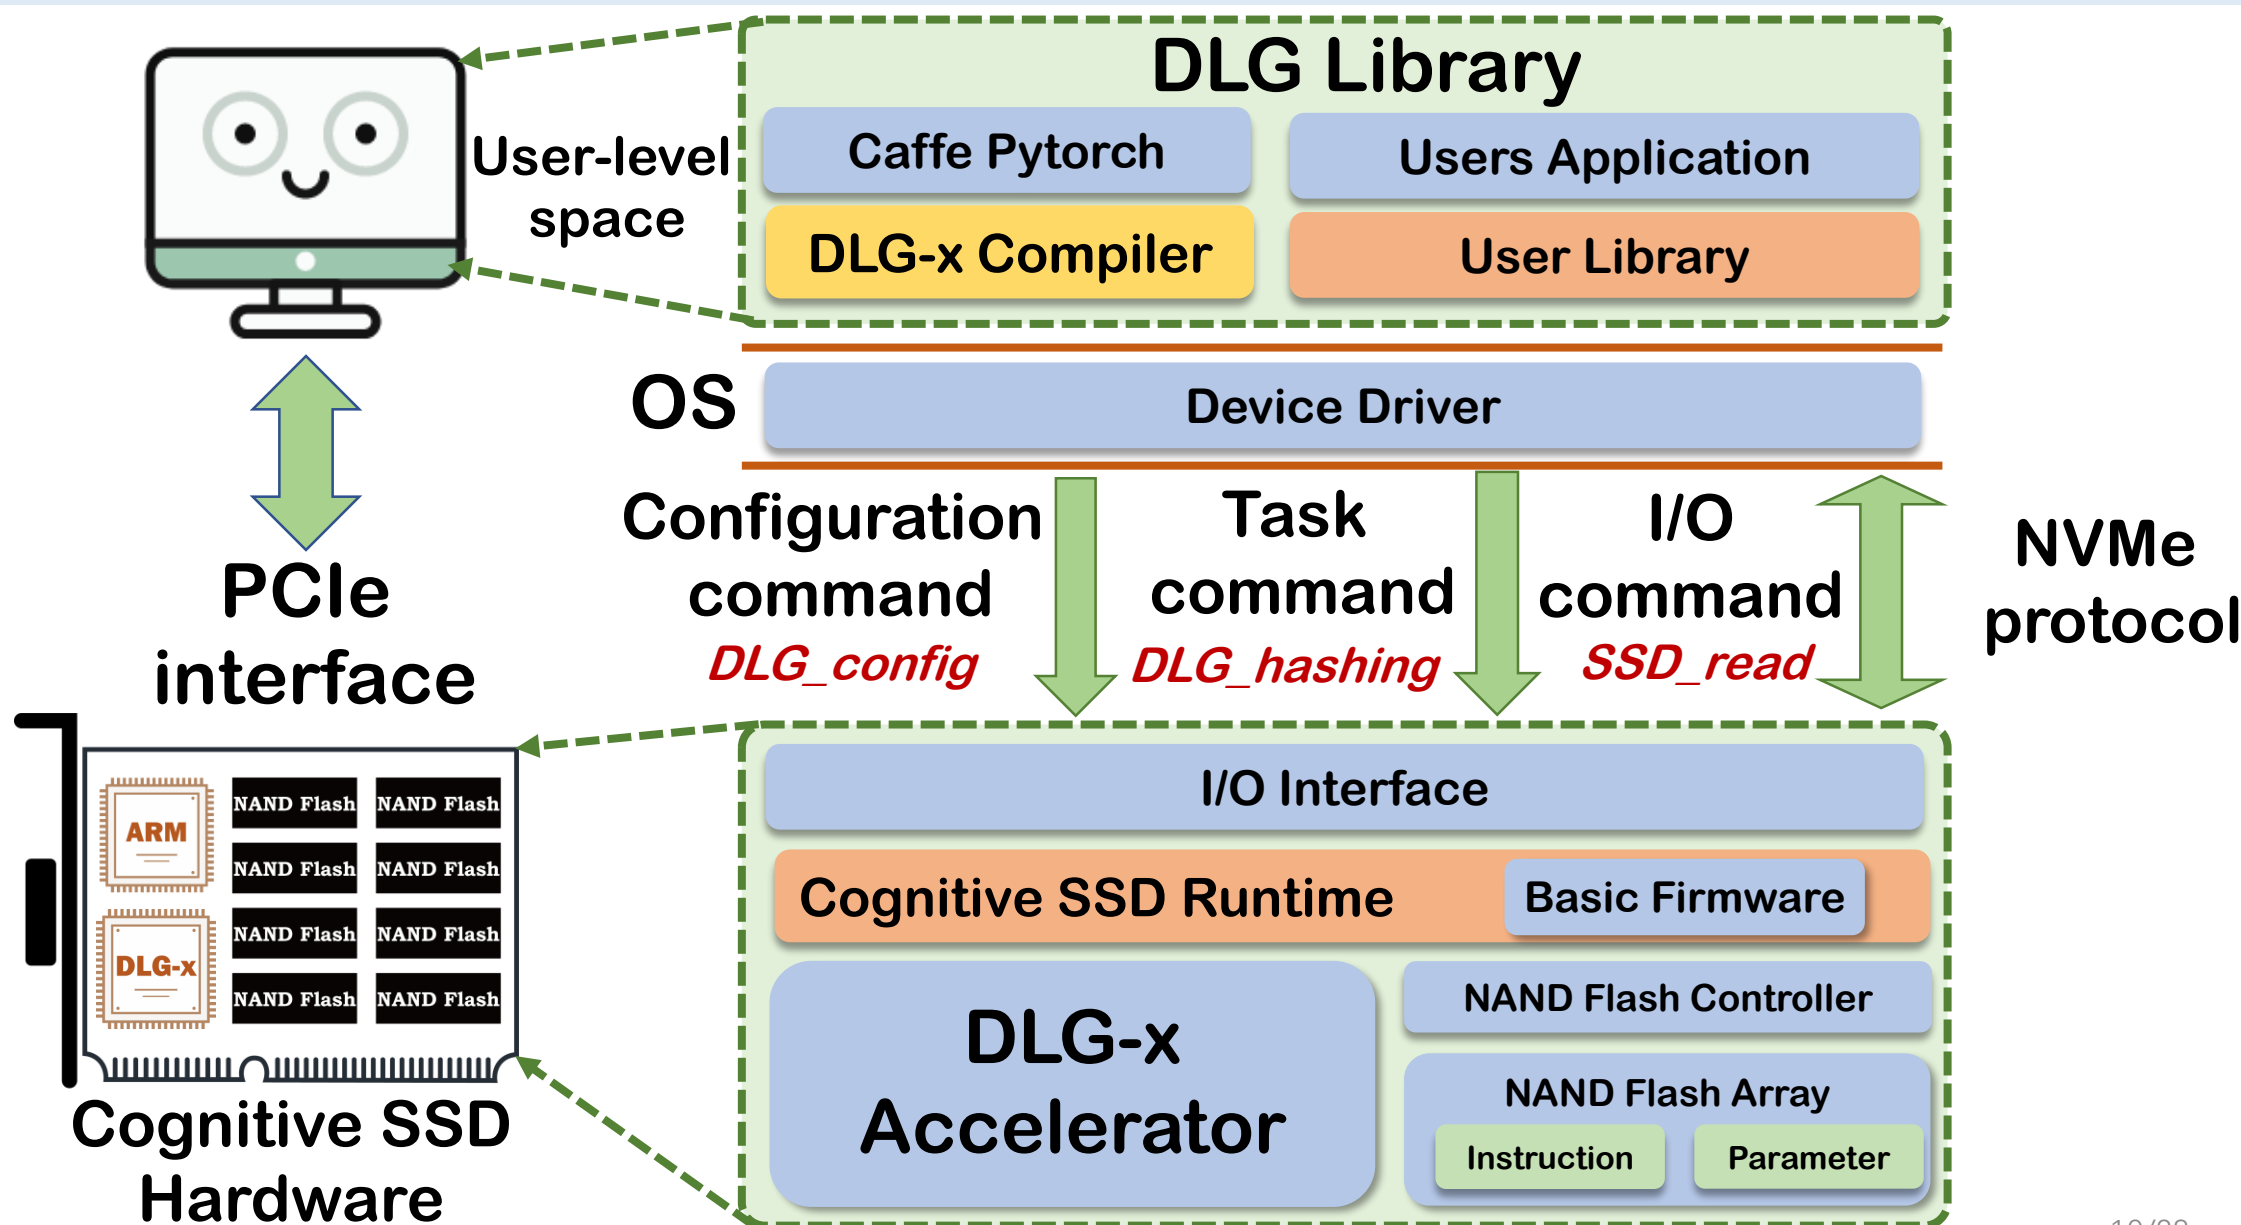 DLG Library
User-level
space
Caffe Pytorch
Users Application
DLG-x Compiler
User Library
OS
Device Driver
Configuration
command
DLG_config
Task
command
DLG_hashing
I/O
command
SSD_read
NVMe
protocol
PCIe
interface
ARM
DLG-x
NAND Flash NAND Flash
NAND Flash NAND Flash
NAND Flash NAND Flash
NAND Flash NAND Flash
Cognitive SSD
Hardware
I/O Interface
Cognitive SSD Runtime
Basic Firmware
DLG-x
Accelerator
NAND Flash Controller
NAND Flash Array
Instruction
Parameter